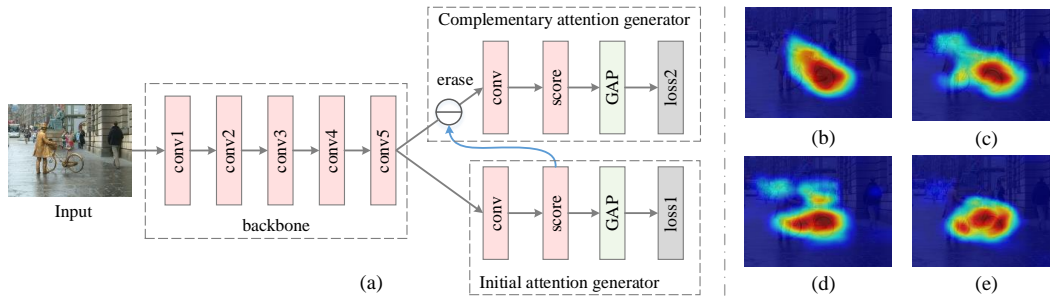 Complementary attention generator
erase
conv
score
GAP
loss2
conv1
conv2
conv3
conv4
conv5
Input
backbone
conv
score
GAP
loss1
Initial attention generator
(a)
(b)
(c)
(d)
(e)